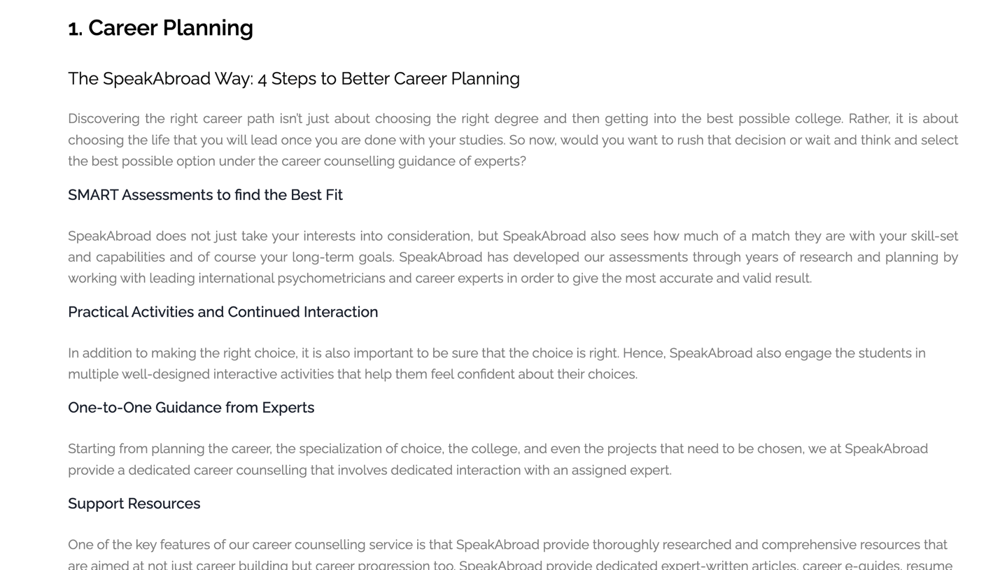 1. Career Planning
The SpeakAbroad Way: 4 Steps to Better Career Planning
Discovering the right career path isn't just about choosing the right degree and then getting into the best possible college. Rather, it is about
choosing the life that you will lead once you are done with your studies. So now, would you want to rush that decision or wait and think and select
the best possible option under the career counselling guidance of experts?
SMART Assessments to find the Best Fit
SpeakAbroad does not just take your interests into consideration, but SpeakAbroad also sees how much of a match they are with your skill-set
and capabilities and of course your long-term goals. SpeakAbroad has developed our assessments through years of research and planning by
working with leading international psychometricians and career experts in order to give the most accurate and valid result.
Practical Activities and Continued Interaction
In addition to making the right choice, it is also important to be sure that the choice is right. Hence, SpeakAbroad also engage the students in
multiple well-designed interactive activities that help them feel confident about their choices.
One-to-One Guidance from Experts
Starting from planning the career, the specialization of choice, the college, and even the projects that need to be chosen, we at SpeakAbroad
provide a dedicated career counselling that involves dedicated interaction with an assigned expert.
Support Resources
One of the key features of our career counselling service is that SpeakAbroad provide thoroughly researched and comprehensive resources that
are aimed at not just career building but career progression too. SpeakAbroad provide dedicated expert-written articles, career e-guides, resume